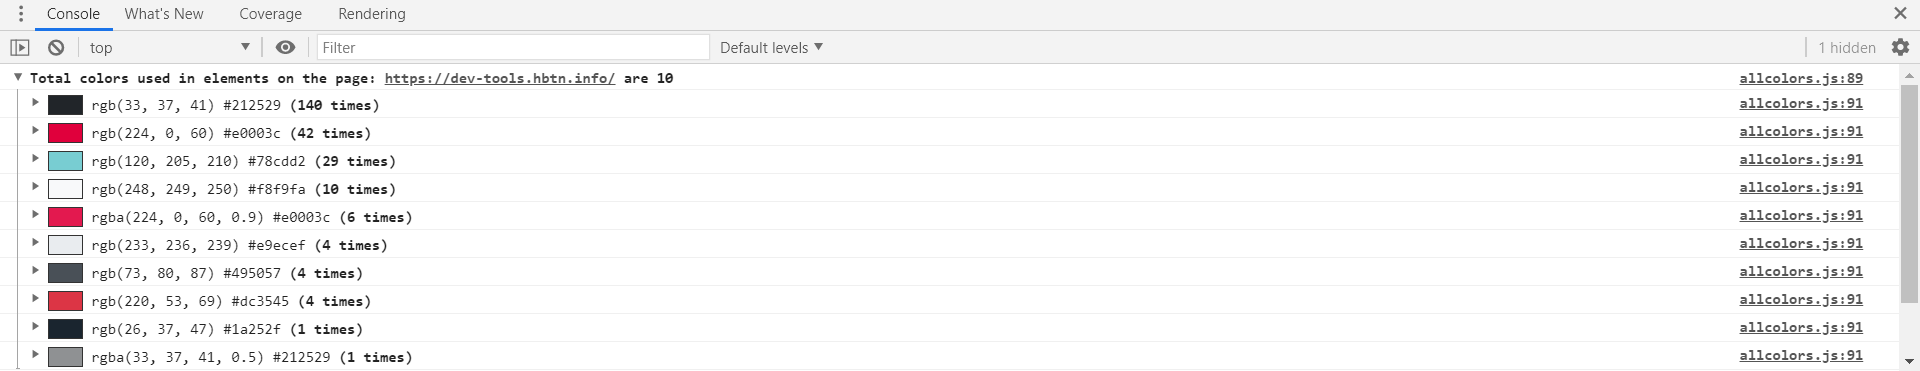 Console What's New Coverage Rendering
top Filter Default levels 1 hidden
Total colors used in elements on the page: https://dev-tools.hbtn.info/ are 10 allcolors.js:89
rgb(33, 37, 41) #212529 (140 times) allcolors.js:91
rgb(224, 0, 60) #e0003c (42 times) allcolors.js:91
rgb(120, 205, 210) #78cdd2 (29 times) allcolors.js:91
rgb(248, 249, 250) #f8f9fa (10 times) allcolors.js:91
rgba(224, 0, 60, 0.9) #e0003c (6 times) allcolors.js:91
rgb(233, 236, 239) #e9ecef (4 times) allcolors.js:91
rgb(73, 80, 87) #495057 (4 times) allcolors.js:91
rgb(220, 53, 69) #dc3545 (4 times) allcolors.js:91
rgb(26, 37, 47) #1a252f (1 times) allcolors.js:91
rgba(33, 37, 41, 0.5) #212529 (1 times) allcolors.js:91